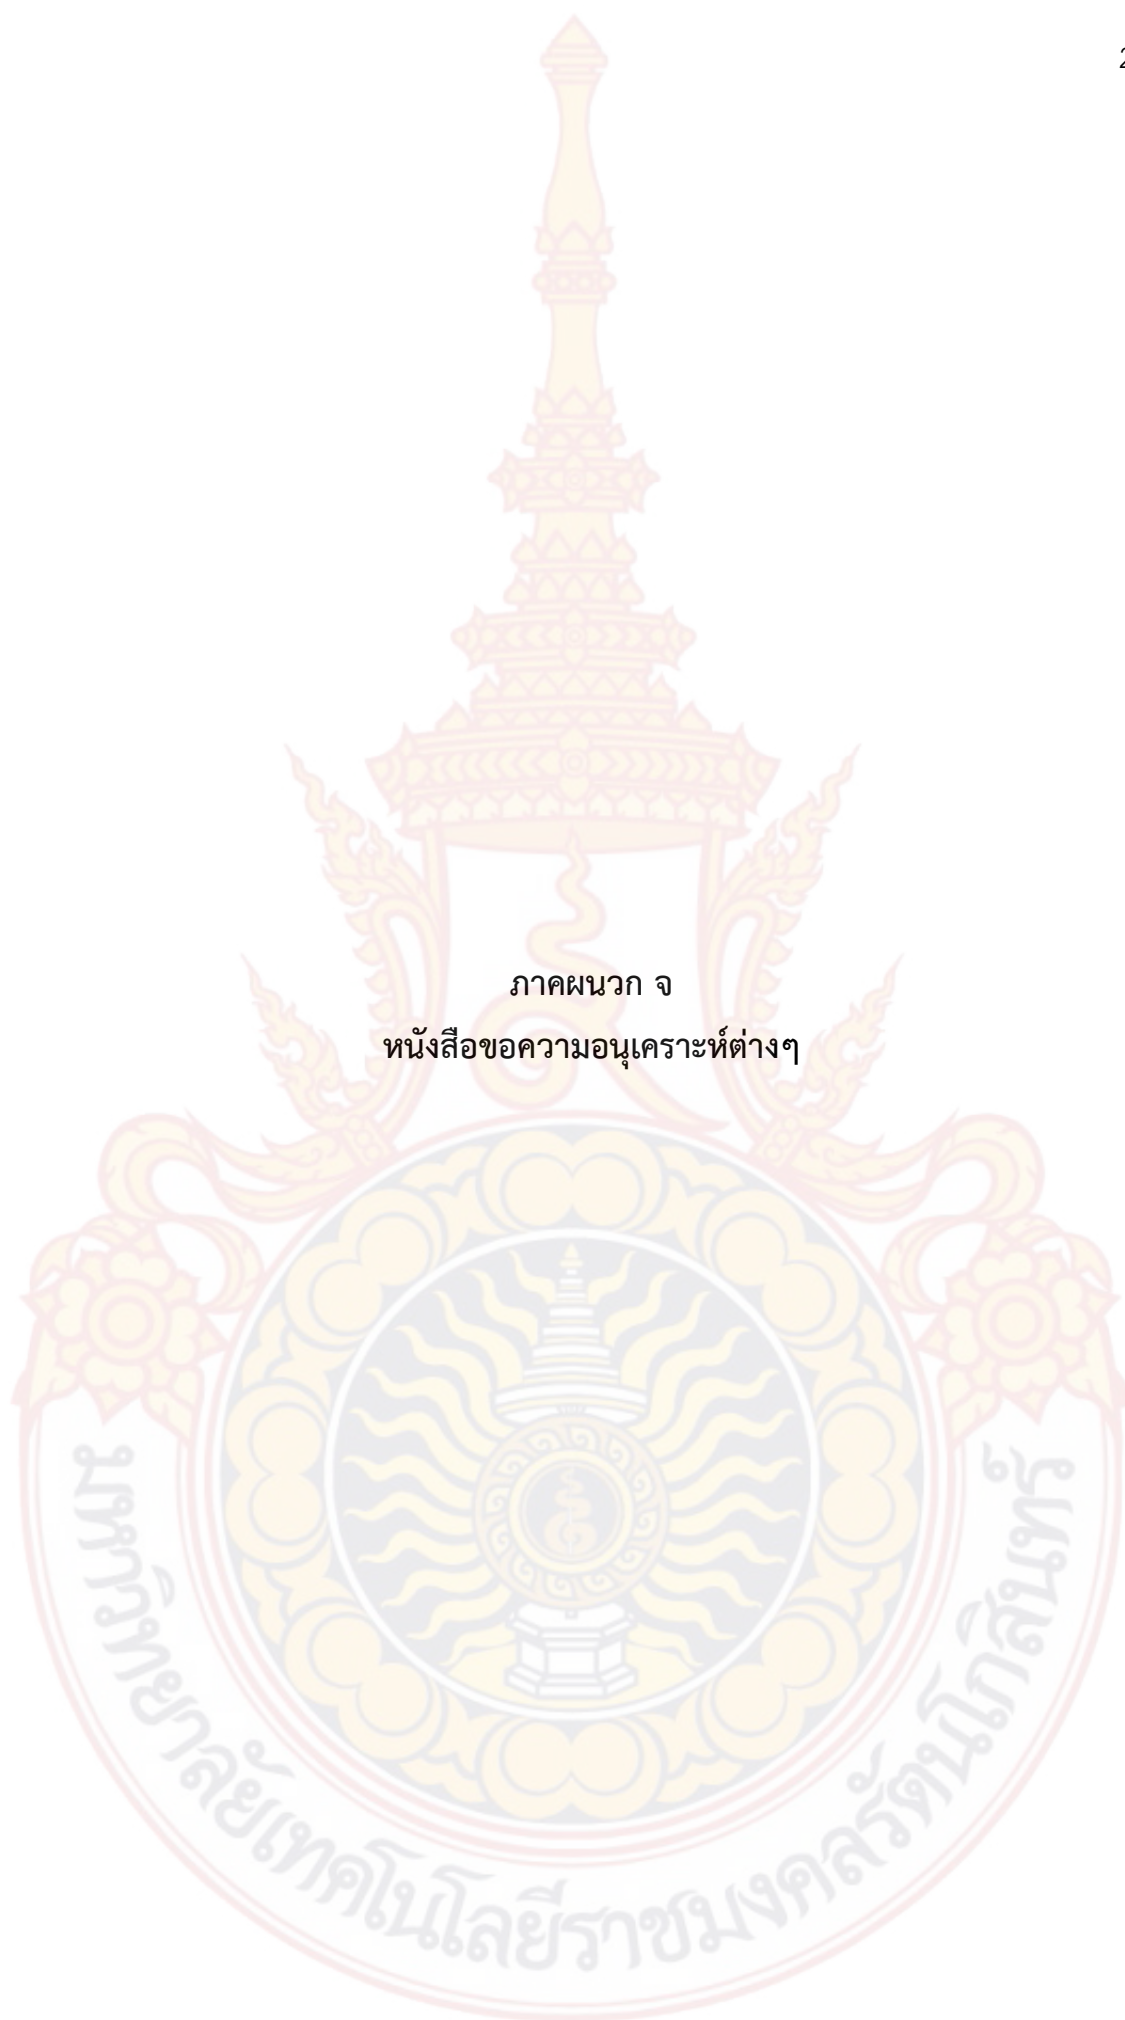 2
ภาคผนวก จ
หนังสือขอความอนุเคราะห์ต่างๆ
มหาวิทยาลัยเทคโนโลยีราชมงคลรัตนโกสินทร์